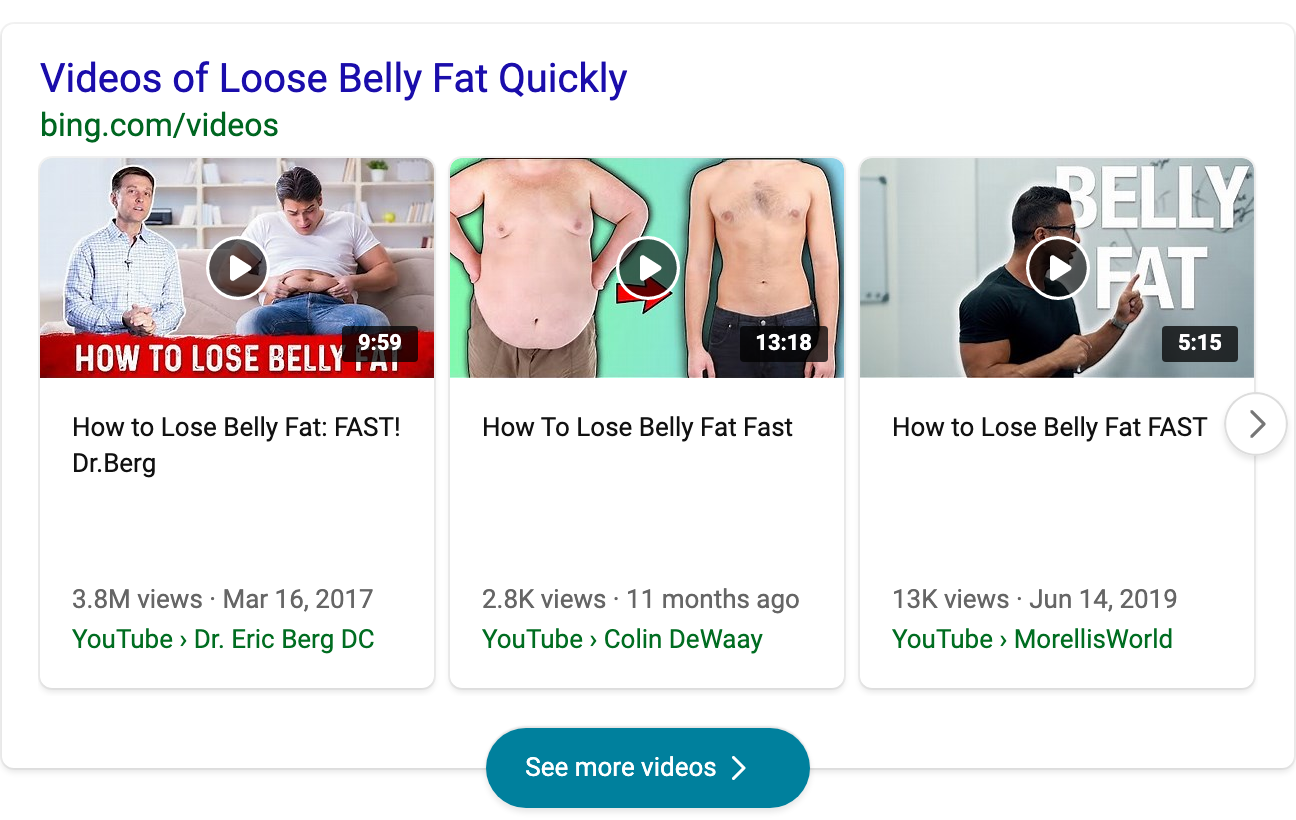 Videos of Loose Belly Fat Quickly
bing.com/videos
HOW TO LOSE BELLY FAT
9:59
13:18
BELLY
FAT
5:15
How to Lose Belly Fat: FAST!
Dr.Berg
3.8M views · Mar 16, 2017
YouTube › Dr. Eric Berg DC
How To Lose Belly Fat Fast
2.8K views · 11 months ago
YouTube › Colin DeWaay
How to Lose Belly Fat FAST
13K views · Jun 14, 2019
YouTube › MorellisWorld
See more videos